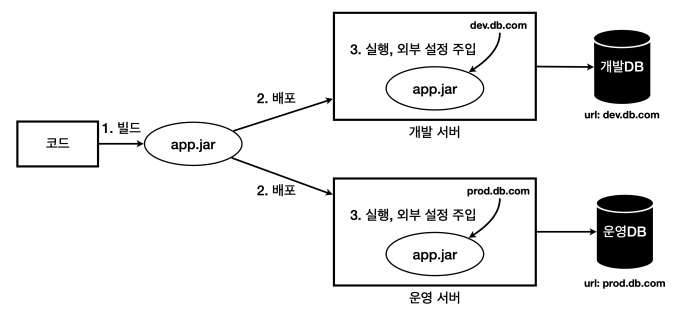 코드
1. 빌드
app.jar
2. 배포
2. 배포
dev.db.com
3. 실행, 외부 설정 주입
app.jar
개발 서버
개발DB
url: dev.db.com
prod.db.com
3. 실행, 외부 설정 주입
app.jar
운영 서버
운영DB
url: prod.db.com